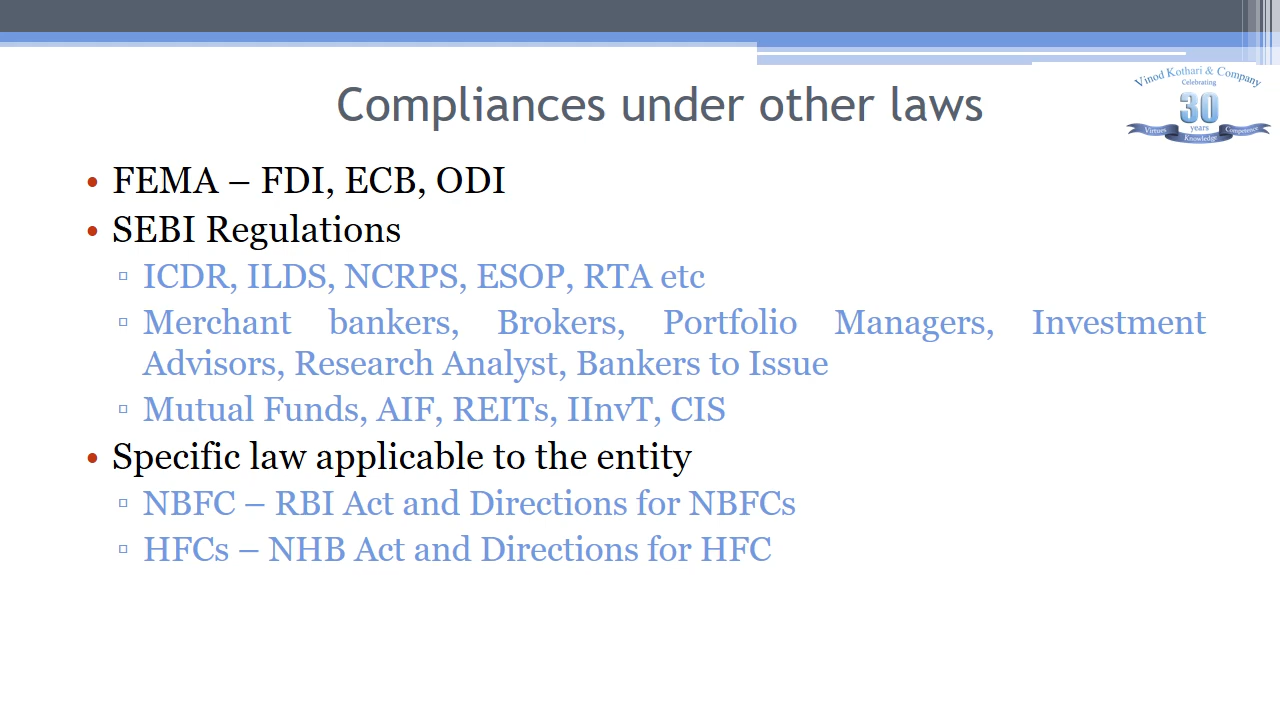 Vinod Kothari & Company
Celebrating
30
years
Virtues
Knowledge
Competence
Compliances under other laws
• FEMA – FDI, ECB, ODI
• SEBI Regulations
▫ ICDR, ILDS, NCRPS, ESOP, RTA etc
▫ Merchant bankers, Brokers, Portfolio Managers, Investment
Advisors, Research Analyst, Bankers to Issue
▫ Mutual Funds, AIF, REITs, IInvT, CIS
• Specific law applicable to the entity
▫ NBFC – RBI Act and Directions for NBFCs
▫ HFCs – NHB Act and Directions for HFC